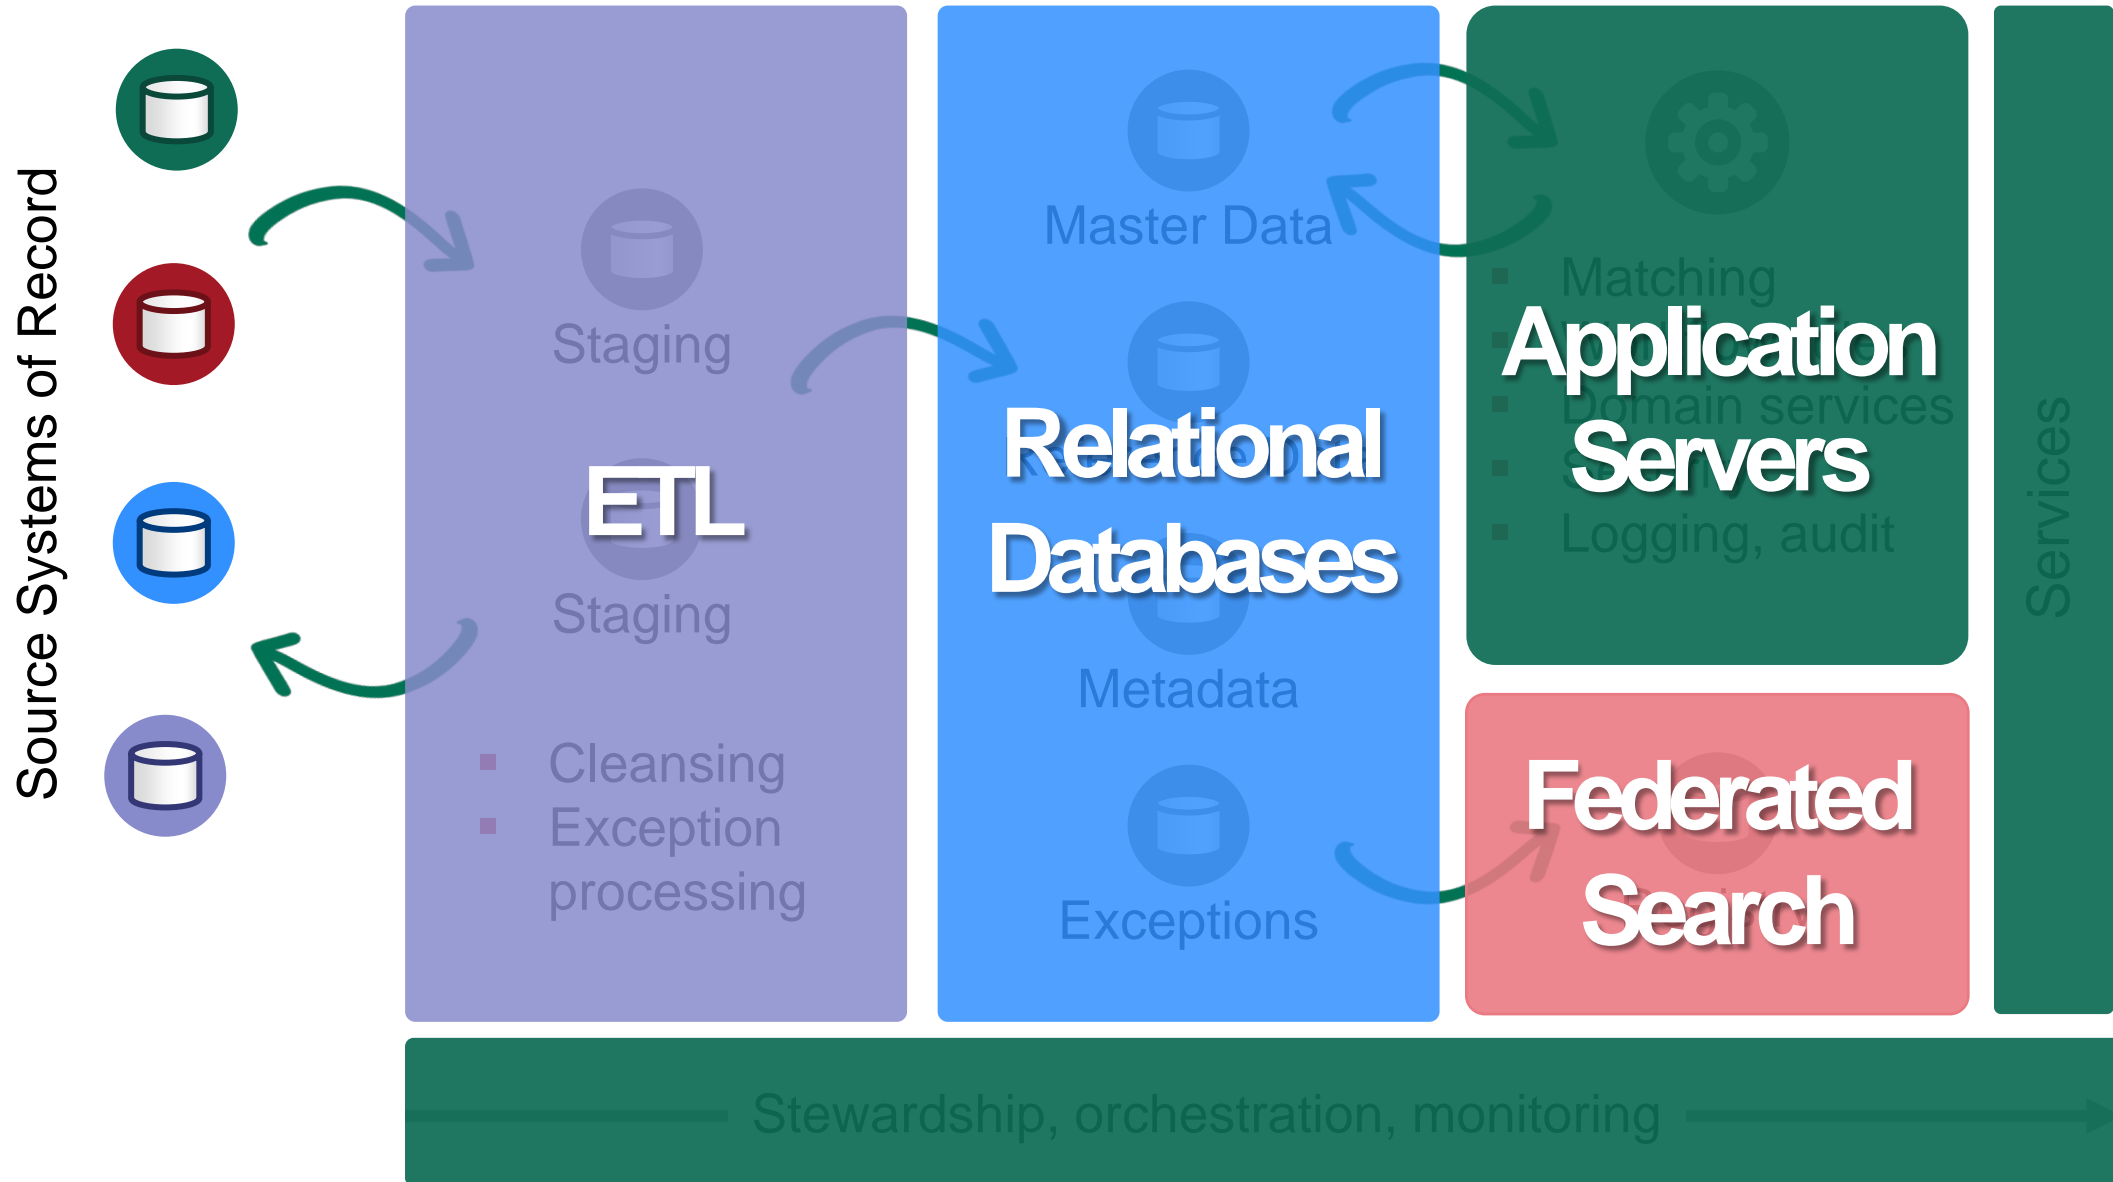 Source Systems of Record
Staging
Staging
Cleansing
Exception
processing
ETL
Master Data
Relational
Databases
Metadata
Exceptions
Matching
Application
Domain services
Servers
Logging, audit
Federated
Search
Services
Stewardship, orchestration, monitoring